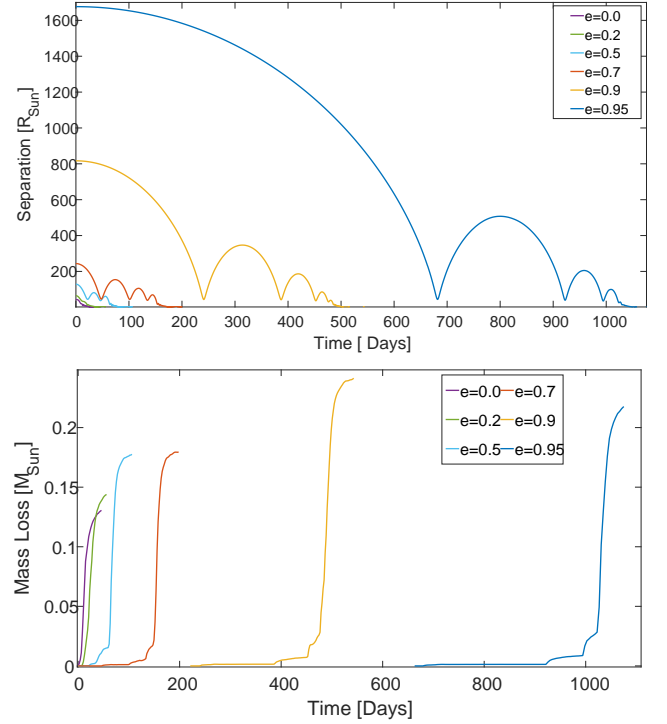 Separation [R_Sun]
1600
1400
1200
1000
800
600
400
200
0 100 200 300 400 500 600 700 800 900 1000
Time [ Days]
e=0.0
e=0.2
e=0.5
e=0.7
e=0.9
e=0.95
Mass Loss [M_Sun]
0.2
0.15
0.1
0.05
0
0 200 400 600 800 1000
Time [Days]
e=0.0 e=0.7
e=0.2 e=0.9
e=0.5 e=0.95